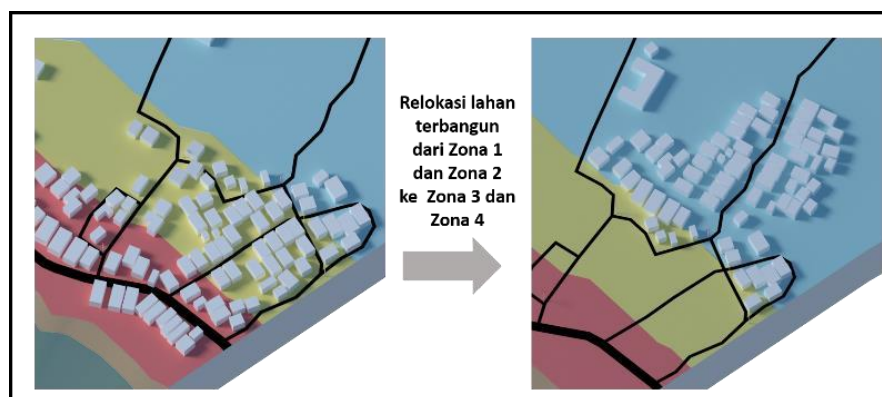 Relokasi lahan
terbangun
dari Zona 1
dan Zona 2
ke Zona 3 dan
Zona 4